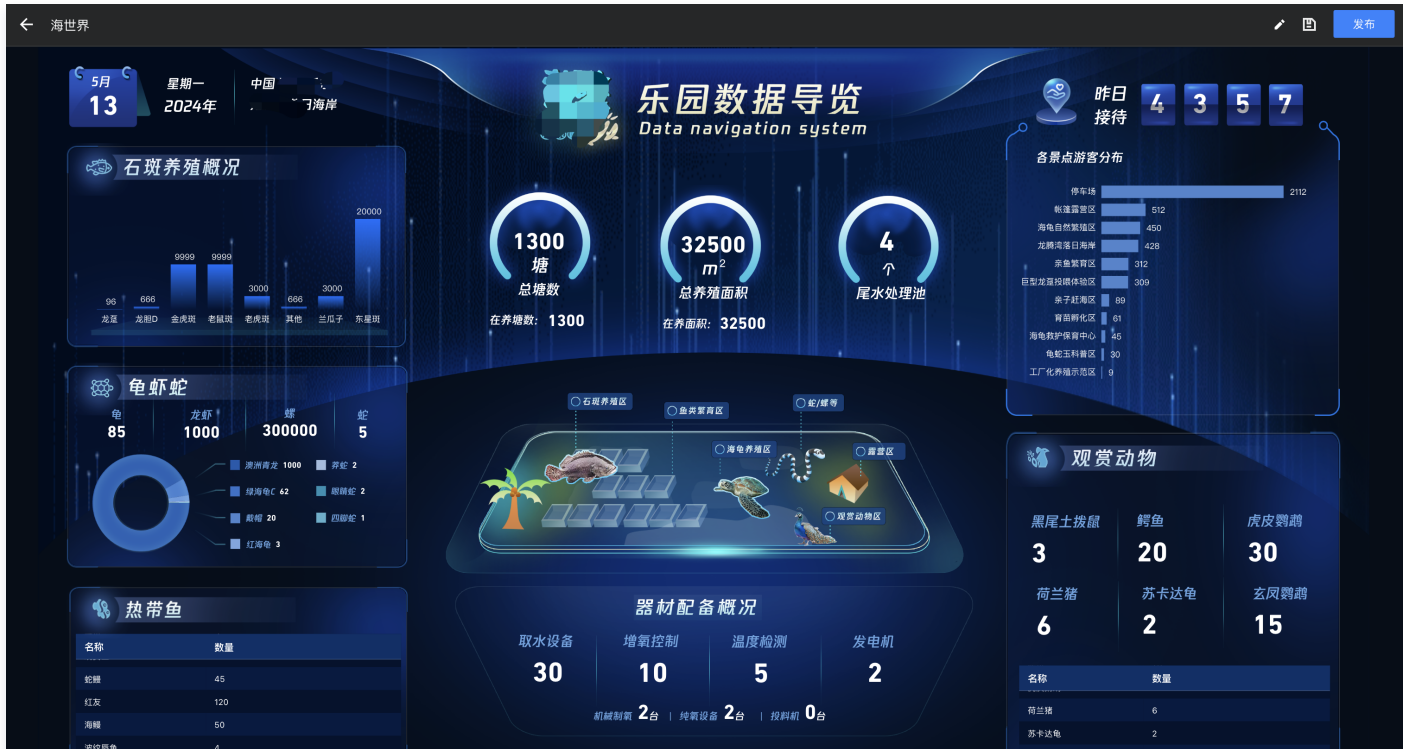 海世界
发布
5月
13
星期一
2024年
中国
日海岸
乐园数据导览
Data navigation system
昨日
接待
4 3 5 7
石斑养殖概况
96
666
9999
9999
3000
666
3000
20000
龙趸
龙胆D
金虎斑
老鼠斑
老虎斑
其他
兰瓜子
东星斑
1300
塘
总塘数
在养塘数: 1300
32500
m²
总养殖面积
在养面积: 32500
4
个
尾水处理池
各景点游客分布
停车场 2112
帐篷露营区 512
海龟自然繁殖区 450
龙腾湾落日海岸 428
亲鱼繁育区 312
巨型龙趸投喂体验区 309
亲子赶海区 89
育苗孵化区 61
海龟救护保育中心 45
龟蛇玉科普区 30
工厂化养殖示范区 9
龟虾蛇
龟 龙虾 螺 蛇
85 1000 300000 5
澳洲青龙 1000 养蛇 2
绿海龟C 62 眼睛蛇 2
戴帽 20 四脚蛇 1
红海龟 3
石斑养殖区
鱼类繁育区
蛇/螺等
海龟养殖区
露营区
观赏动物区
热带鱼
名称 数量
蛇鳗 45
红友 120
海鳗 50
器材配备概况
取水设备 增氧控制 温度检测 发电机
30 10 5 2
机械制氧 2台 | 纯氧设备 2台 | 投料机 0台
观赏动物
黑尾土拨鼠 鳄鱼 虎皮鹦鹉
3 20 30
荷兰猪 苏卡达龟 玄凤鹦鹉
6 2 15
名称 数量
荷兰猪 6
苏卡达龟 2